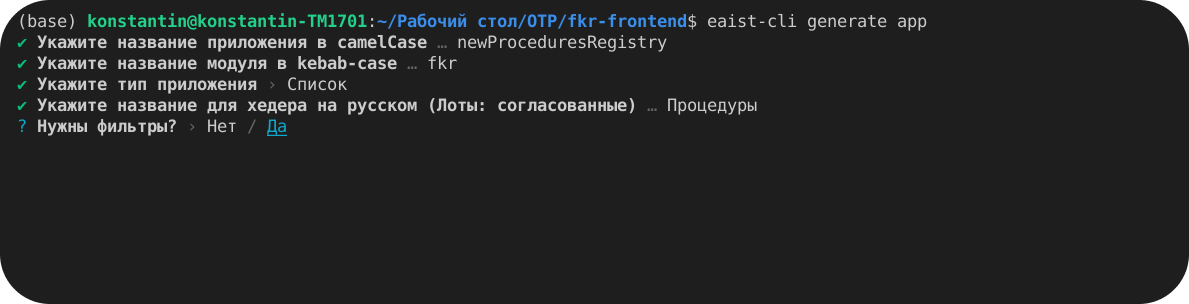 (base) konstantin@konstantin-TM1701:~/Рабочий стол/OTP/fkr-frontend$ eaist-cli generate app
✔ Укажите название приложения в camelCase … newProceduresRegistry
✔ Укажите название модуля в kebab-case … fkr
✔ Укажите тип приложения › Список
✔ Укажите название для хедера на русском (Лоты: согласованные) … Процедуры
? Нужны фильтры? › Нет / Да